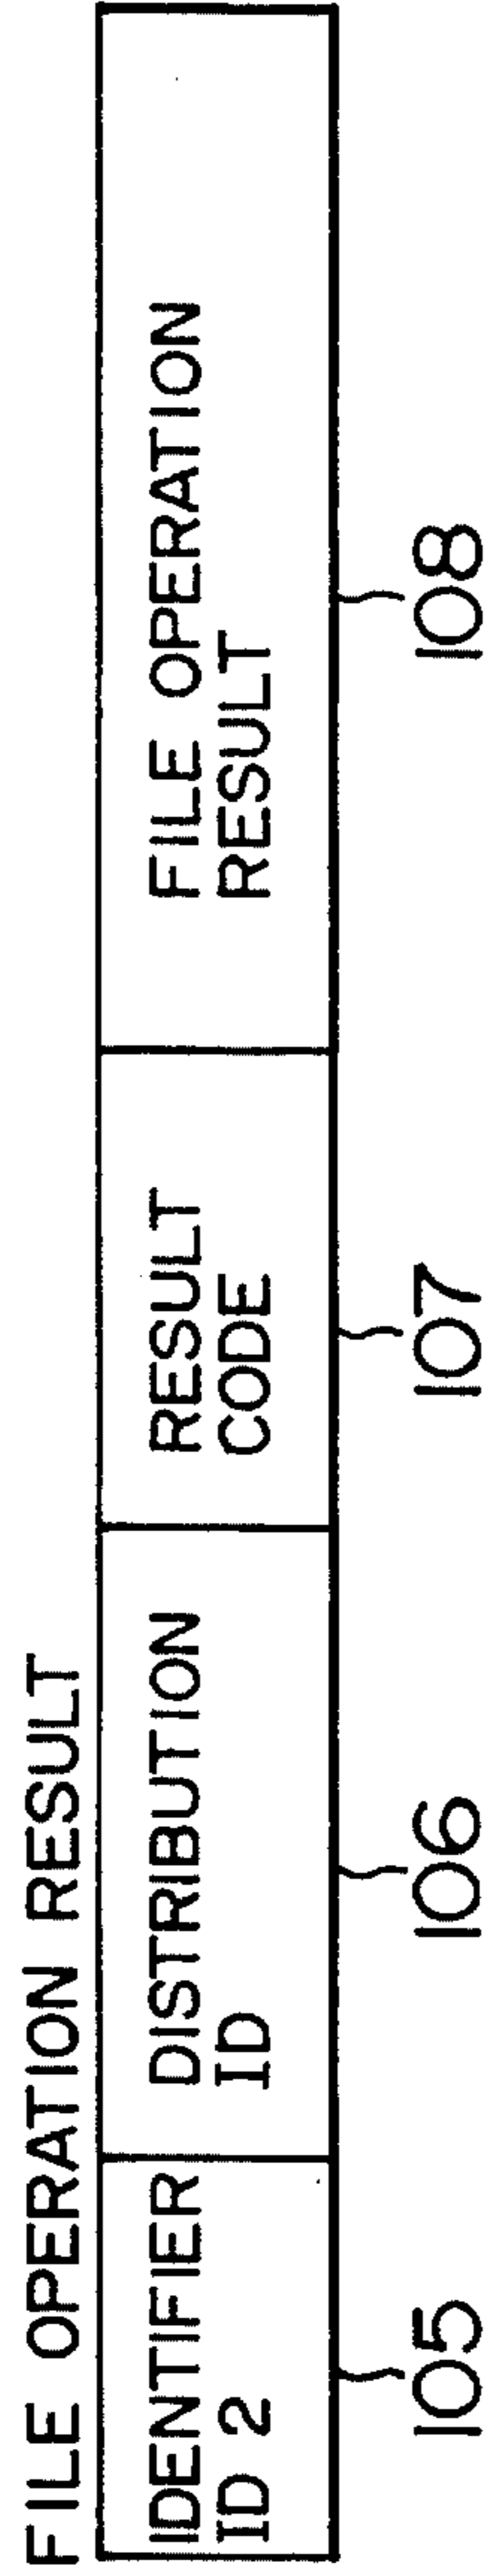 FILE OPERATION RESULT
IDENTIFIER
ID 2
DISTRIBUTION
ID
RESULT
CODE
FILE OPERATION
RESULT
105
106
107
108